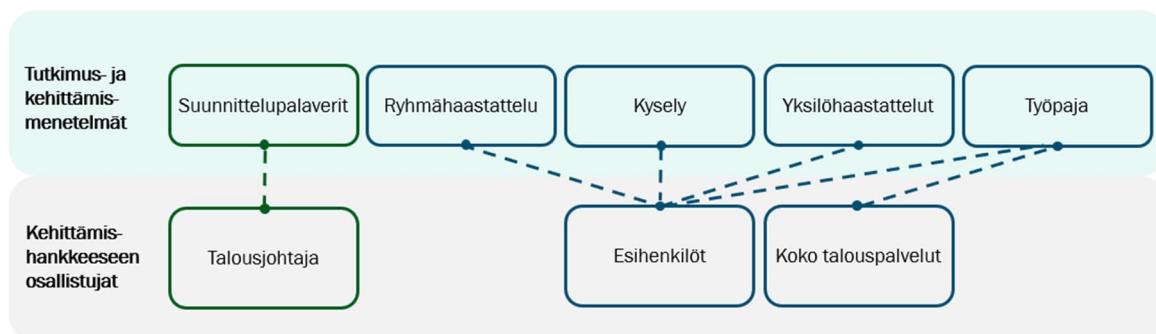 Tutkimus- ja
kehittämis-
menetelmät
Suunnittelupalaverit
Ryhmähaastattelu
Kysely
Yksilöhaastattelut
Työpaja
Kehittämis-
hankkeeseen
osallistujat
Talousjohtaja
Esihenkilöt
Koko talouspalvelut